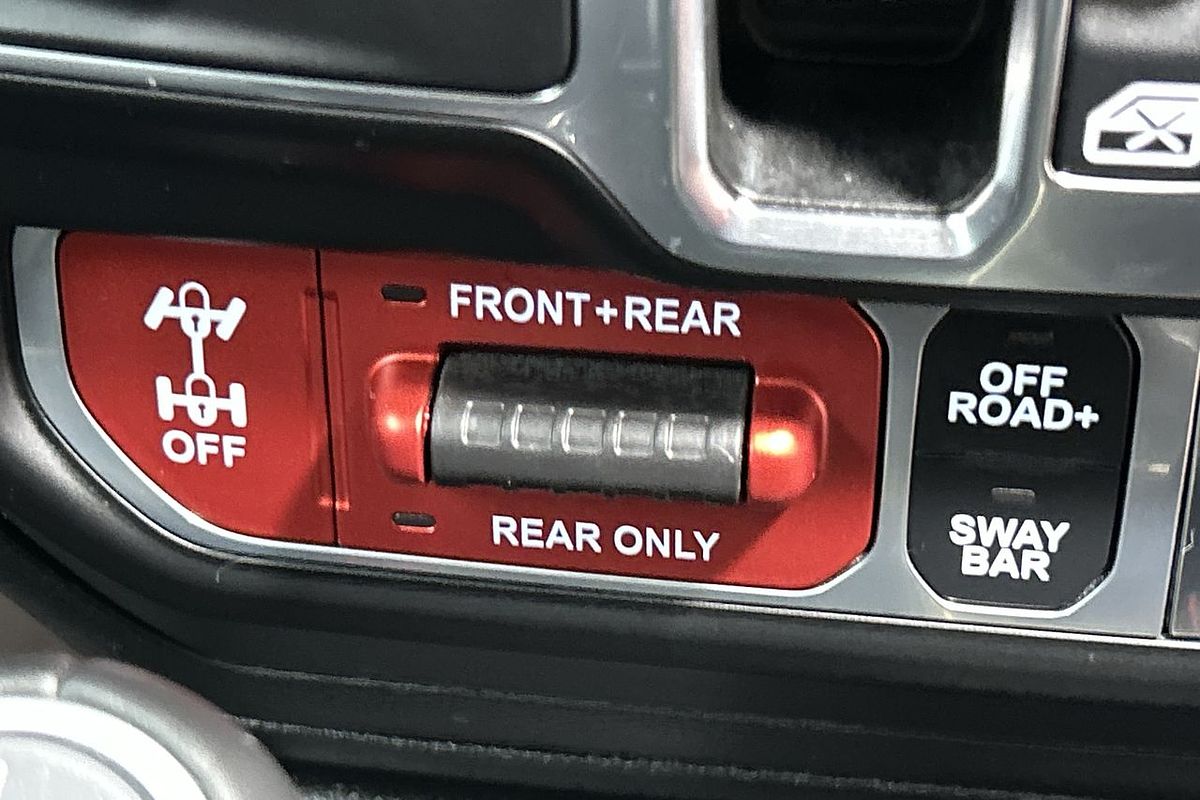 FRONT+REAR
OFF
REAR ONLY
OFF
ROAD+
SWAY
BAR